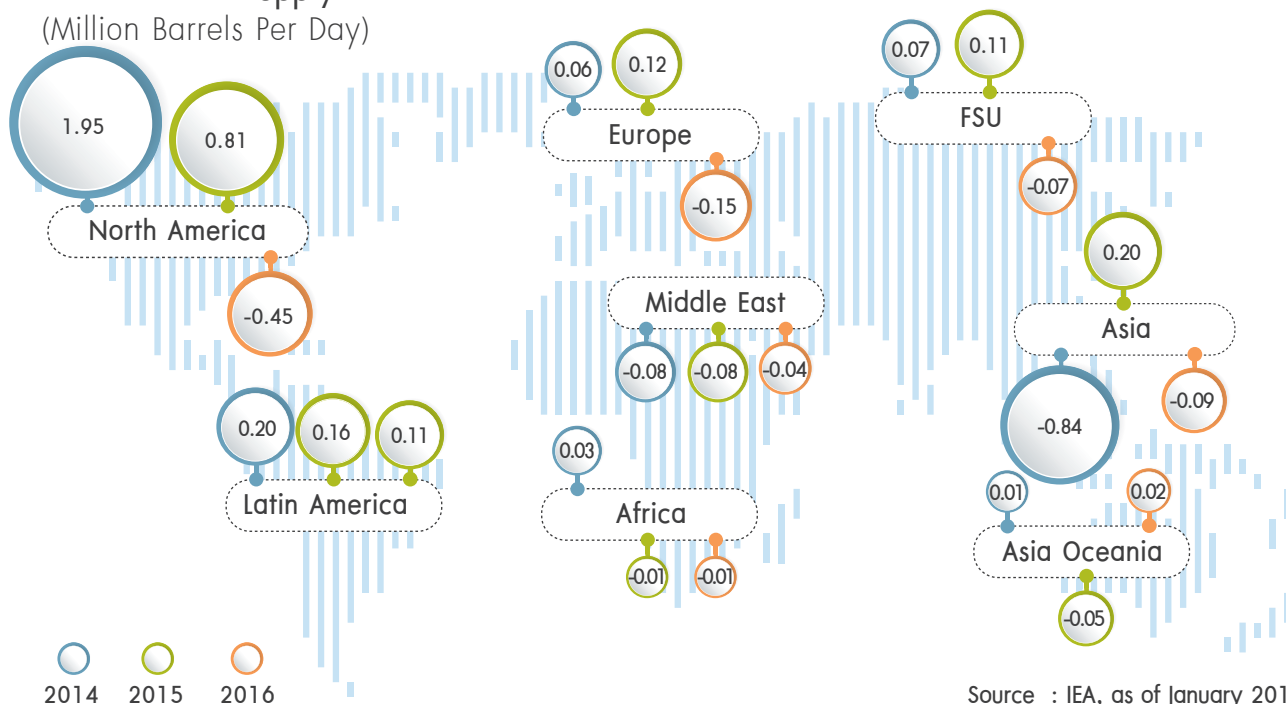 (Million Barrels Per Day)
1.95
0.81
North America
-0.45
0.06
0.12
Europe
-0.15
0.07
0.11
FSU
-0.07
Middle East
-0.08
-0.08
-0.04
0.20
Asia
-0.84
-0.09
0.20
0.16
0.11
Latin America
0.03
Africa
-0.01
-0.01
0.01
0.02
Asia Oceania
-0.05
2014
2015
2016
Source : IEA, as of January